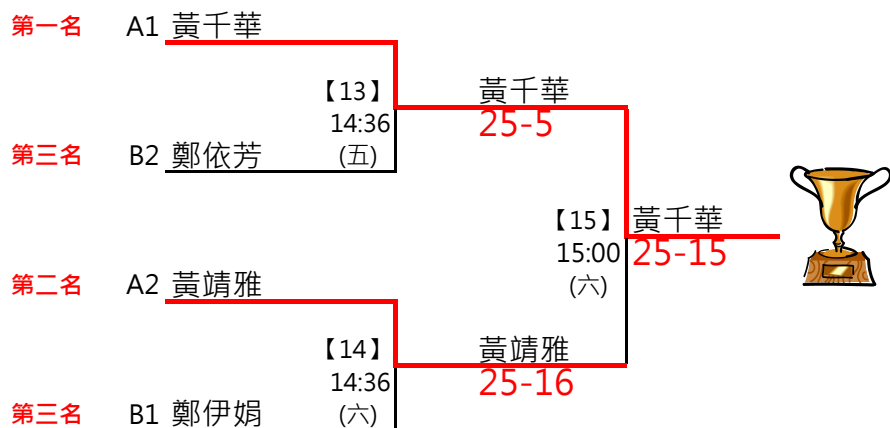 第一名 A1 黃千華
【13】 黃千華
14:36 25-5
第三名 B2 鄭依芳 (五)
【15】 黃千華
15:00 25-15
第二名 A2 黃靖雅 (六)
【14】 黃靖雅
14:36 25-16
第三名 B1 鄭伊娟 (六)